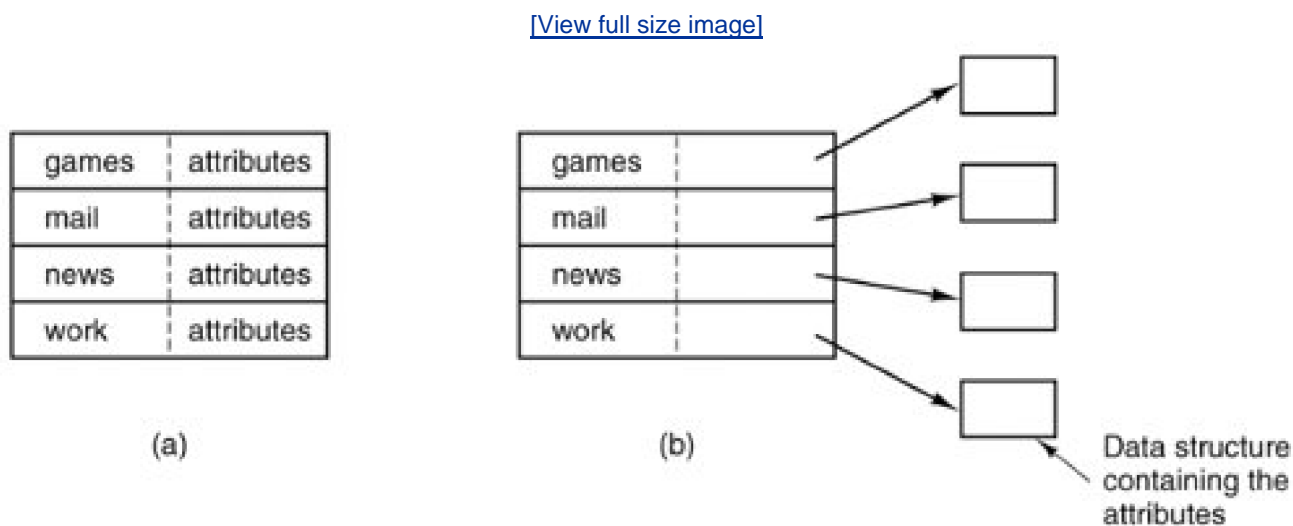 [View full size image]
games attributes
mail attributes
news attributes
work attributes
(a)
games
mail
news
work
(b)
Data structure
containing the
attributes